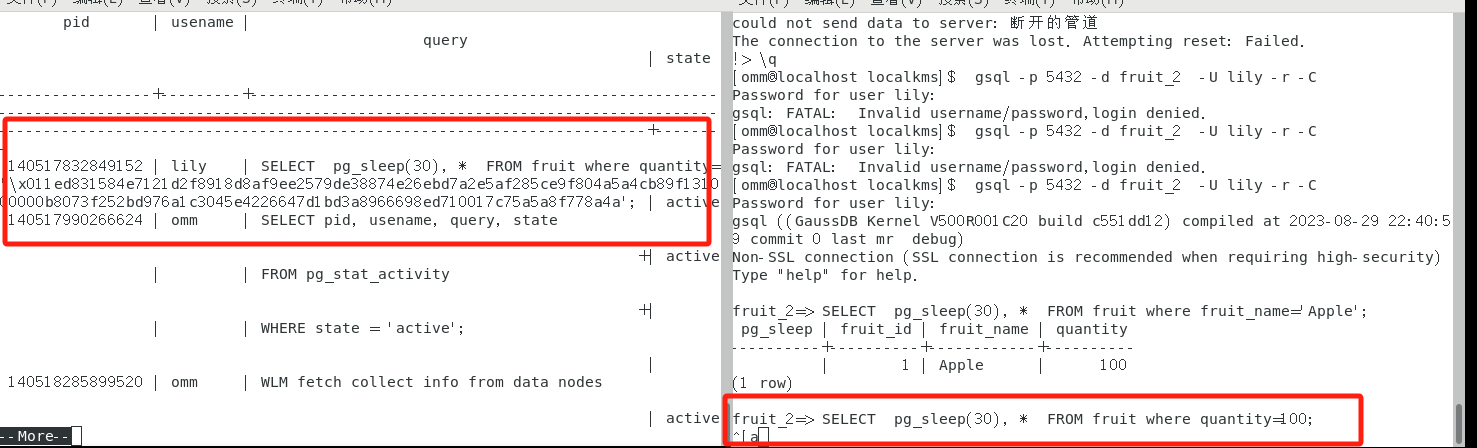 pid | usename |
query
| state
----------------+---------+----------------------------------------------------
--------------------------------------------------------------------------------
------------------------------------------------------------------------+-------
140517832849152 | lily | SELECT pg_sleep(30), * FROM fruit where quantity=
'\x011ed831584e7121d2f8918d8af9ee2579de38874e26ebd7a2e5af285ce9f804a5a4cb89f1310
00000b8073f252bd976a1c3045e4226647d1bd3a8966698ed710017c75a5a8f778a4a'; | active
140517990266624 | omm | SELECT pid, usename, query, state
+| active
| | FROM pg_stat_activity
+|
| | WHERE state = 'active';
|
140518285899520 | omm | WLM fetch collect info from data nodes
| active
--More--
could not send data to server: 断开的管道
The connection to the server was lost. Attempting reset: Failed.
!> \q
[omm@localhost localkms]$ gsql -p 5432 -d fruit_2 -U lily -r -C
Password for user lily:
gsql: FATAL: Invalid username/password,login denied.
[omm@localhost localkms]$ gsql -p 5432 -d fruit_2 -U lily -r -C
Password for user lily:
gsql: FATAL: Invalid username/password,login denied.
[omm@localhost localkms]$ gsql -p 5432 -d fruit_2 -U lily -r -C
Password for user lily:
gsql ((GaussDB Kernel V500R001C20 build c551dd12) compiled at 2023-08-29 22:40:5
9 commit 0 last mr debug)
Non-SSL connection (SSL connection is recommended when requiring high-security)
Type "help" for help.
fruit_2=> SELECT pg_sleep(30), * FROM fruit where fruit_name='Apple';
pg_sleep | fruit_id | fruit_name | quantity
----------+----------+------------+----------
| 1 | Apple | 100
(1 row)
fruit_2=> SELECT pg_sleep(30), * FROM fruit where quantity=100;
^[a